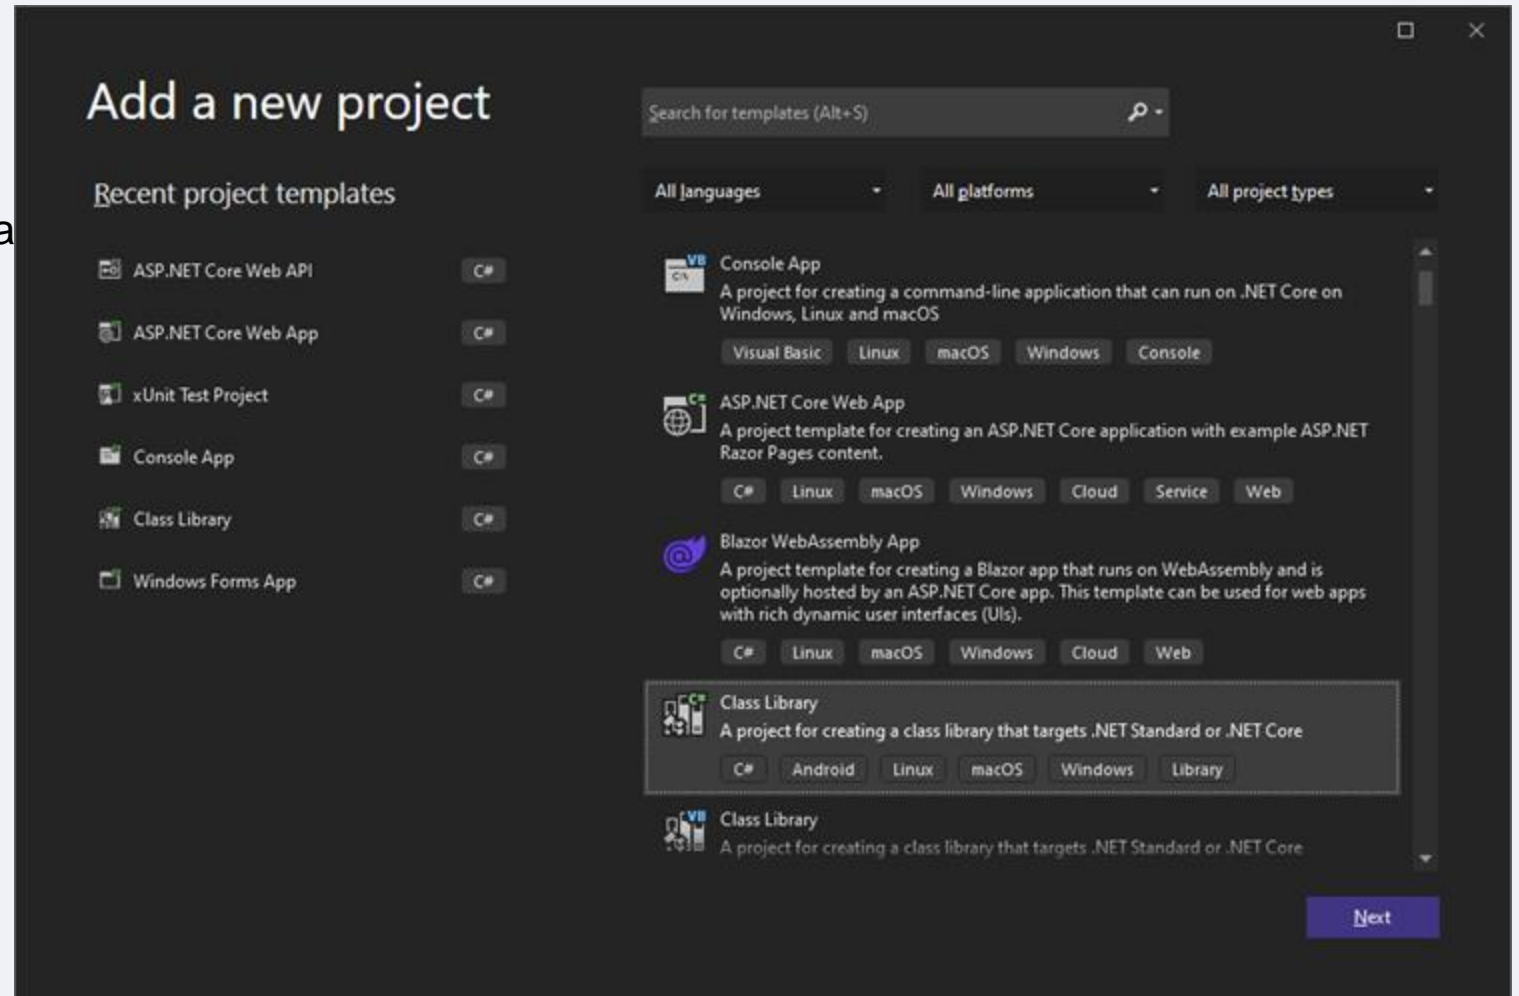 Add a new project
Search for templates (Alt+S)
Recent project templates
All languages
All platforms
All project types
a
ASP.NET Core Web API C#
ASP.NET Core Web App C#
xUnit Test Project C#
Console App C#
Class Library C#
Windows Forms App C#
VB
C:\
Console App
A project for creating a command-line application that can run on .NET Core on
Windows, Linux and macOS
Visual Basic Linux macOS Windows Console
C#
ASP.NET Core Web App
A project template for creating an ASP.NET Core application with example ASP.NET
Razor Pages content.
C# Linux macOS Windows Cloud Service Web
@
Blazor WebAssembly App
A project template for creating a Blazor app that runs on WebAssembly and is
optionally hosted by an ASP.NET Core app. This template can be used for web apps
with rich dynamic user interfaces (UIs).
C# Linux macOS Windows Cloud Web
C#
Class Library
A project for creating a class library that targets .NET Standard or .NET Core
C# Android Linux macOS Windows Library
VB
Class Library
A project for creating a class library that targets .NET Standard or .NET Core
Next